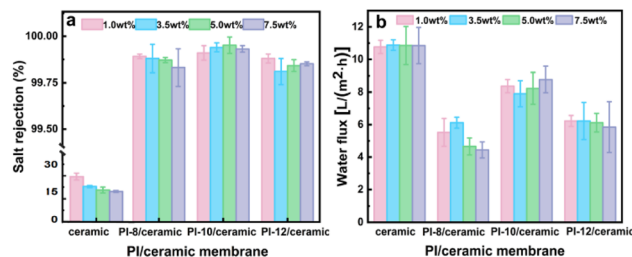 a
1.0wt% 3.5wt% 5.0wt% 7.5wt%
Salt rejection (%)
100.00
99.75
99.50
30
15
0
ceramic PI-8/ceramic PI-10/ceramic PI-12/ceramic
PI/ceramic membrane
b
1.0wt% 3.5wt% 5.0wt% 7.5wt%
Water flux [L/(m²·h)]
12
10
8
6
4
2
0
ceramic PI-8/ceramic PI-10/ceramic PI-12/ceramic
PI/ceramic membrane